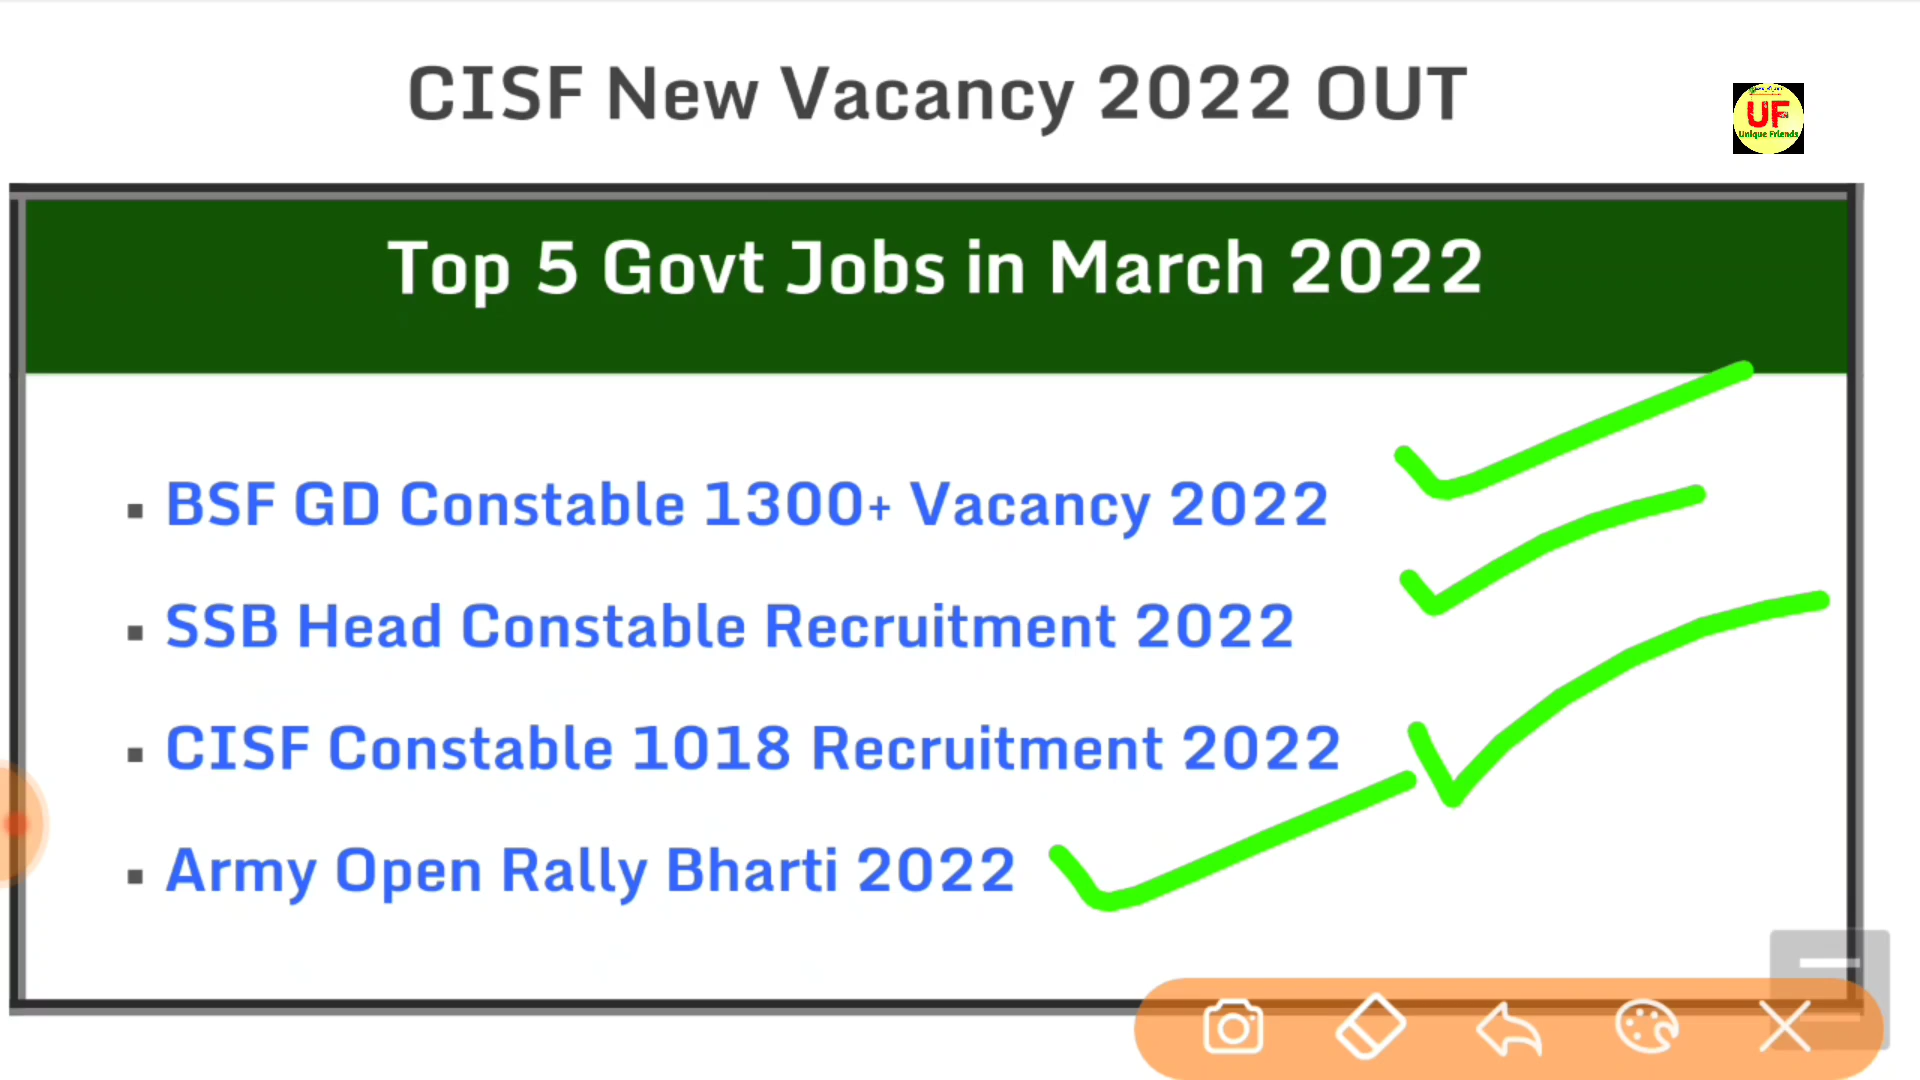 CISF New Vacancy 2022 OUT
UF
Unique Friends
Top 5 Govt Jobs in March 2022
BSF GD Constable 1300+ Vacancy 2022
SSB Head Constable Recruitment 2022
CISF Constable 1018 Recruitment 2022
Army Open Rally Bharti 2022